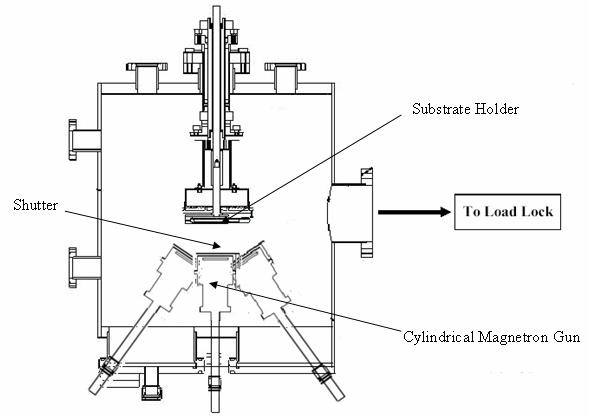 Substrate Holder
Shutter
To Load Lock
Cylindrical Magnetron Gun